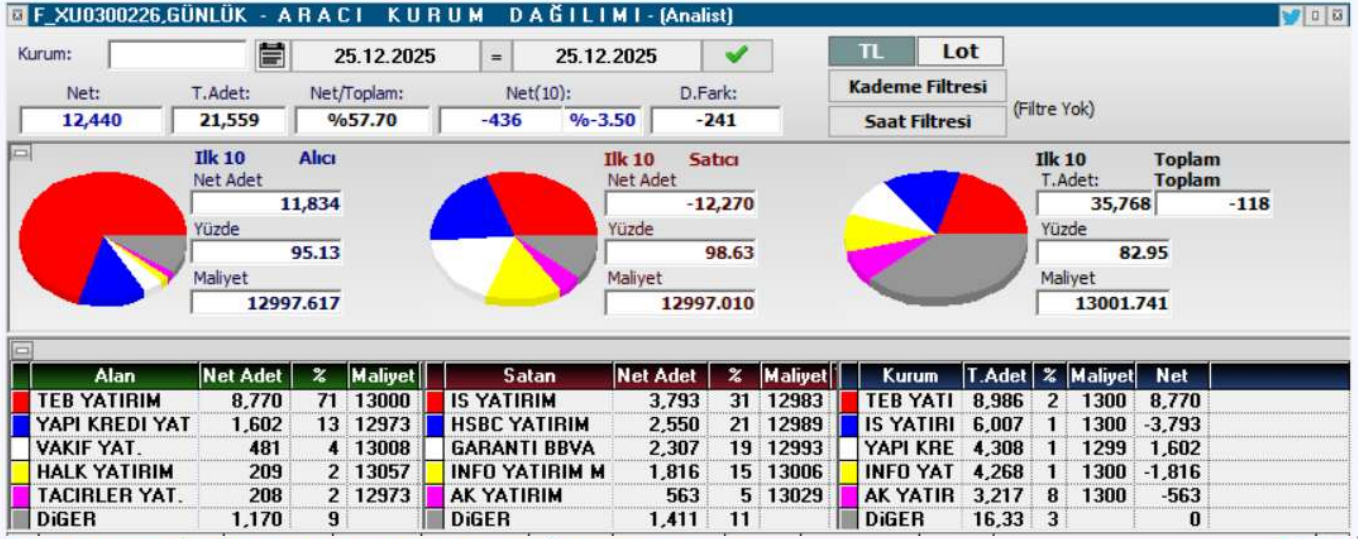 F_XU0300226,GÜNLÜK - A R A C I K U R U M D A Ğ I L I M I - (Analist)
Kurum: 25.12.2025 = 25.12.2025 TL Lot
Kademe Filtresi
Net: T.Adet: Net/Toplam: Net(10): D.Fark:
12,440 21,559 %57.70 -436 %-3.50 -241 Saat Filtresi (Filtre Yok)
Ilk 10 Alıcı Ilk 10 Satıcı Ilk 10 Toplam
Net Adet Net Adet T.Adet: Toplam
11,834 -12,270 35,768 -118
Yüzde Yüzde Yüzde
95.13 98.63 82.95
Maliyet Maliyet Maliyet
12997.617 12997.010 13001.741
Alan Net Adet % Maliyet Satan Net Adet % Maliyet Kurum T.Adet % Maliyet Net
TEB YATIRIM 8,770 71 13000 IS YATIRIM 3,793 31 12983 TEB YATI 8,986 2 1300 8,770
YAPI KREDI YAT 1,602 13 12973 HSBC YATIRIM 2,550 21 12989 IS YATIRI 6,007 1 1300 -3,793
VAKIF YAT. 481 4 13008 GARANTI BBVA 2,307 19 12993 YAPI KRE 4,308 1 1299 1,602
HALK YATIRIM 209 2 13057 INFO YATIRIM M 1,816 15 13006 INFO YAT 4,268 1 1300 -1,816
TACIRLER YAT. 208 2 12973 AK YATIRIM 563 5 13029 AK YATIR 3,217 8 1300 -563
DiGER 1,170 9 DiGER 1,411 11 DiGER 16,33 3 0